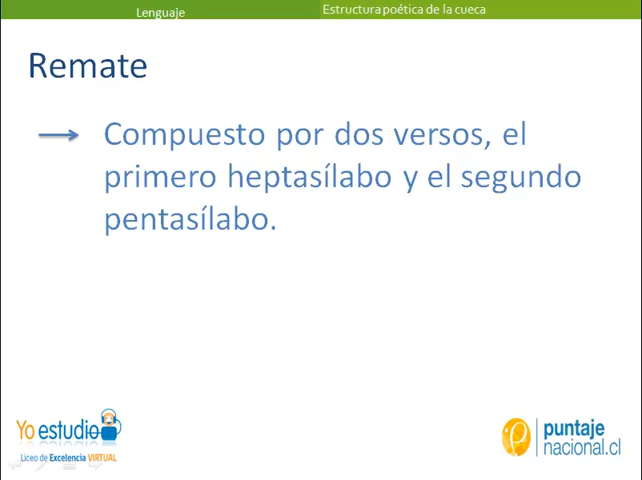 Lenguaje
Estructura poética de la cueca
Remate
Compuesto por dos versos, el
primero heptasílabo y el segundo
pentasílabo.
Yo estudio
Liceo de Excelencia VIRTUAL
puntaje
nacional.cl